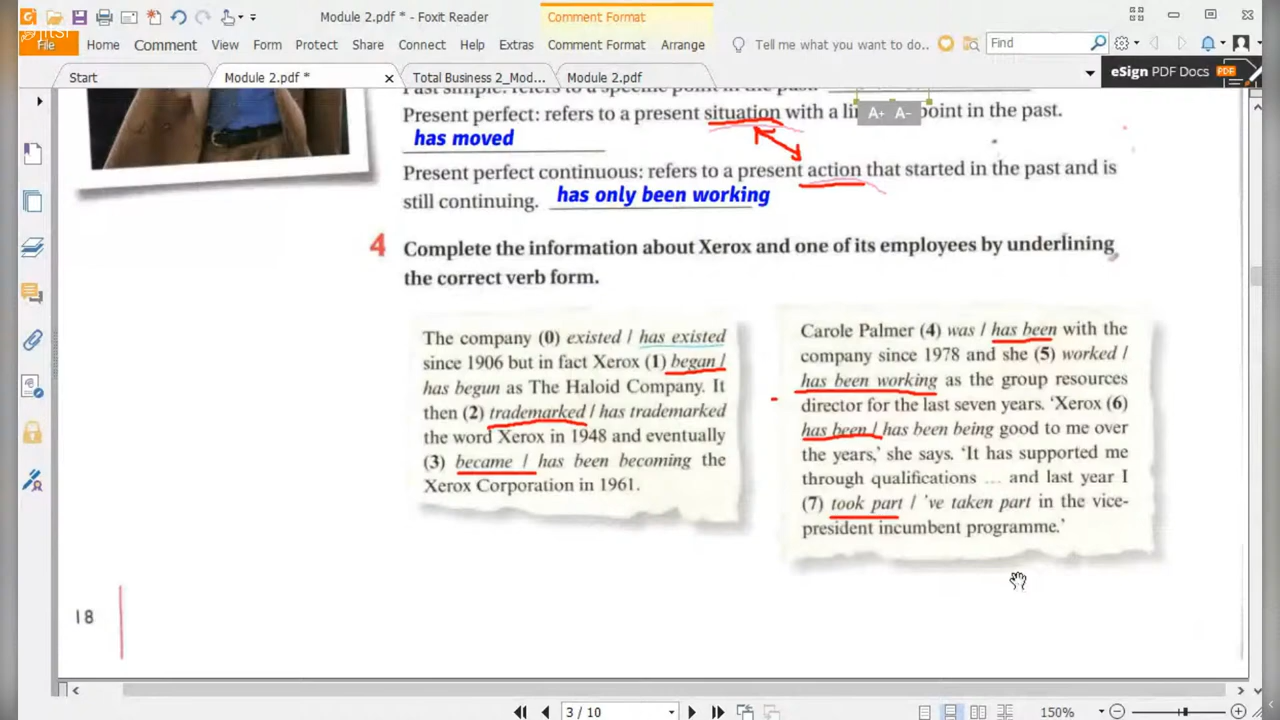 Module 2.pdf * - Foxit Reader
Comment Format
File
Home
Comment
View
Form
Protect
Share
Connect
Help
Extras
Comment Format
Arrange
Tell me what you want to do..
Find
Start
Module 2.pdf *
Total Business 2_Mod...
Module 2.pdf
eSign PDF Docs
PDF
Past simple: refers to a specific point in the past.
A+ A-
Present perfect: refers to a present situation with a li point in the past.
has moved
Present perfect continuous: refers to a present action that started in the past and is
still continuing. has only been working
4 Complete the information about Xerox and one of its employees by underlining
the correct verb form.
The company (0) existed / has existed
since 1906 but in fact Xerox (1) began /
has begun as The Haloid Company. It
then (2) trademarked / has trademarked
the word Xerox in 1948 and eventually
(3) became / has been becoming the
Xerox Corporation in 1961.
Carole Palmer (4) was / has been with the
company since 1978 and she (5) worked /
has been working as the group resources
director for the last seven years. 'Xerox (6)
has been / has been being good to me over
the years,' she says. 'It has supported me
through qualifications ... and last year I
(7) took part / 've taken part in the vice-
president incumbent programme.'
18
3 / 10
150%